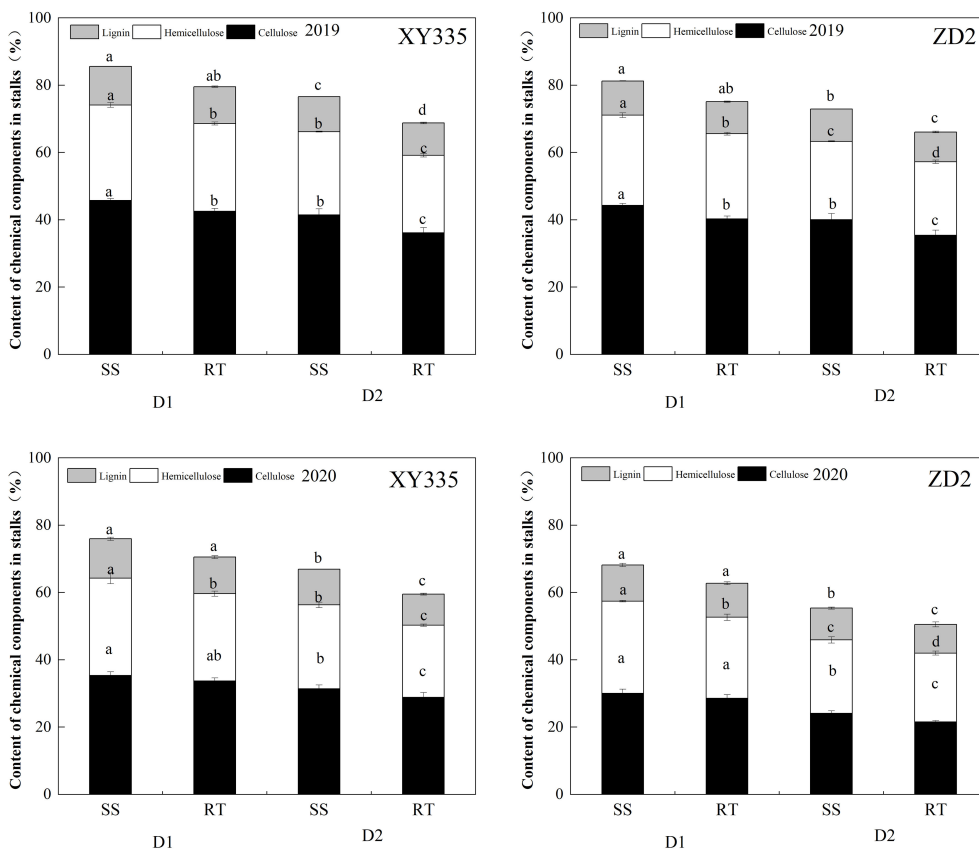 100
Lignin Hemicellulose Cellulose 2019 XY335
a
80
ab
c
a
d
b
b
60
c
a
b
b
40
c
20
0
Content of chemical components in stalks（%）
SS RT SS RT
D1 D2
100
Lignin Hemicellulose Cellulose 2019 ZD2
a
80
ab
b
a
c
b
c
60
d
a
b
b
40
c
20
0
Content of chemical components in stalks（%）
SS RT SS RT
D1 D2
100
Lignin Hemicellulose Cellulose 2020 XY335
80
a
a
b
a
b
c
60
b
c
a
ab
b
40
c
20
0
Content of chemical components in stalks（%）
SS RT SS RT
D1 D2
100
Lignin Hemicellulose Cellulose 2020 ZD2
80
a
a
b
a
60
b
c
c
d
a
a
40
b
c
20
0
Content of chemical components in stalks（%）
SS RT SS RT
D1 D2